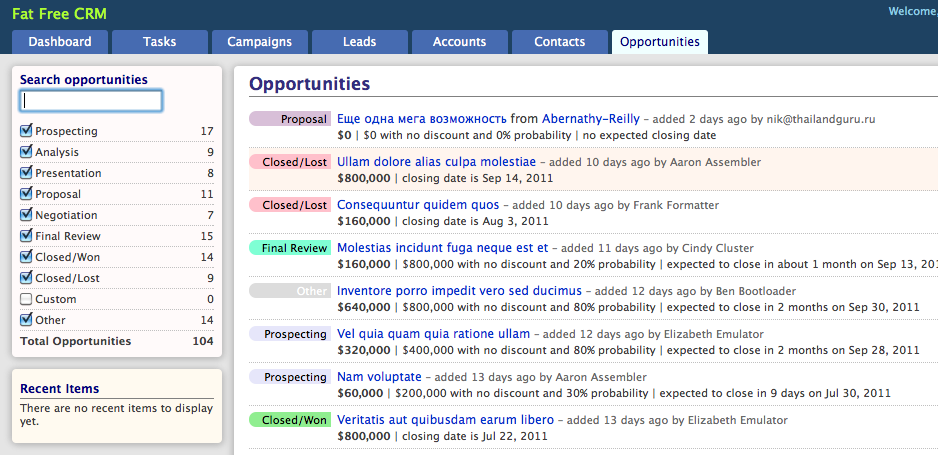 Fat Free CRM
Welcome,
Dashboard Tasks Campaigns Leads Accounts Contacts Opportunities
Search opportunities
Prospecting 17
Analysis 9
Presentation 8
Proposal 11
Negotiation 7
Final Review 15
Closed/Won 14
Closed/Lost 9
Custom 0
Other 14
Total Opportunities 104
Recent Items
There are no recent items to display
yet.
Opportunities
Proposal Еще одна мега возможность from Abernathy-Reilly – added 2 days ago by nik@thailandguru.ru
$0 | $0 with no discount and 0% probability | no expected closing date
Closed/Lost Ullam dolore alias culpa molestiae – added 10 days ago by Aaron Assembler
$800,000 | closing date is Sep 14, 2011
Closed/Lost Consequuntur quidem quos – added 10 days ago by Frank Formatter
$160,000 | closing date is Aug 3, 2011
Final Review Molestias incidunt fuga neque est et – added 11 days ago by Cindy Cluster
$160,000 | $800,000 with no discount and 20% probability | expected to close in about 1 month on Sep 13, 201
Other Inventore porro impedit vero sed ducimus – added 12 days ago by Ben Bootloader
$640,000 | $800,000 with no discount and 80% probability | expected to close in 2 months on Sep 30, 2011
Prospecting Vel quia quam quia ratione ullam – added 12 days ago by Elizabeth Emulator
$320,000 | $400,000 with no discount and 80% probability | expected to close in 2 months on Sep 28, 2011
Prospecting Nam voluptate – added 13 days ago by Aaron Assembler
$60,000 | $200,000 with no discount and 30% probability | expected to close in 9 days on Jul 30, 2011
Closed/Won Veritatis aut quibusdam earum libero – added 13 days ago by Elizabeth Emulator
$800,000 | closing date is Jul 22, 2011